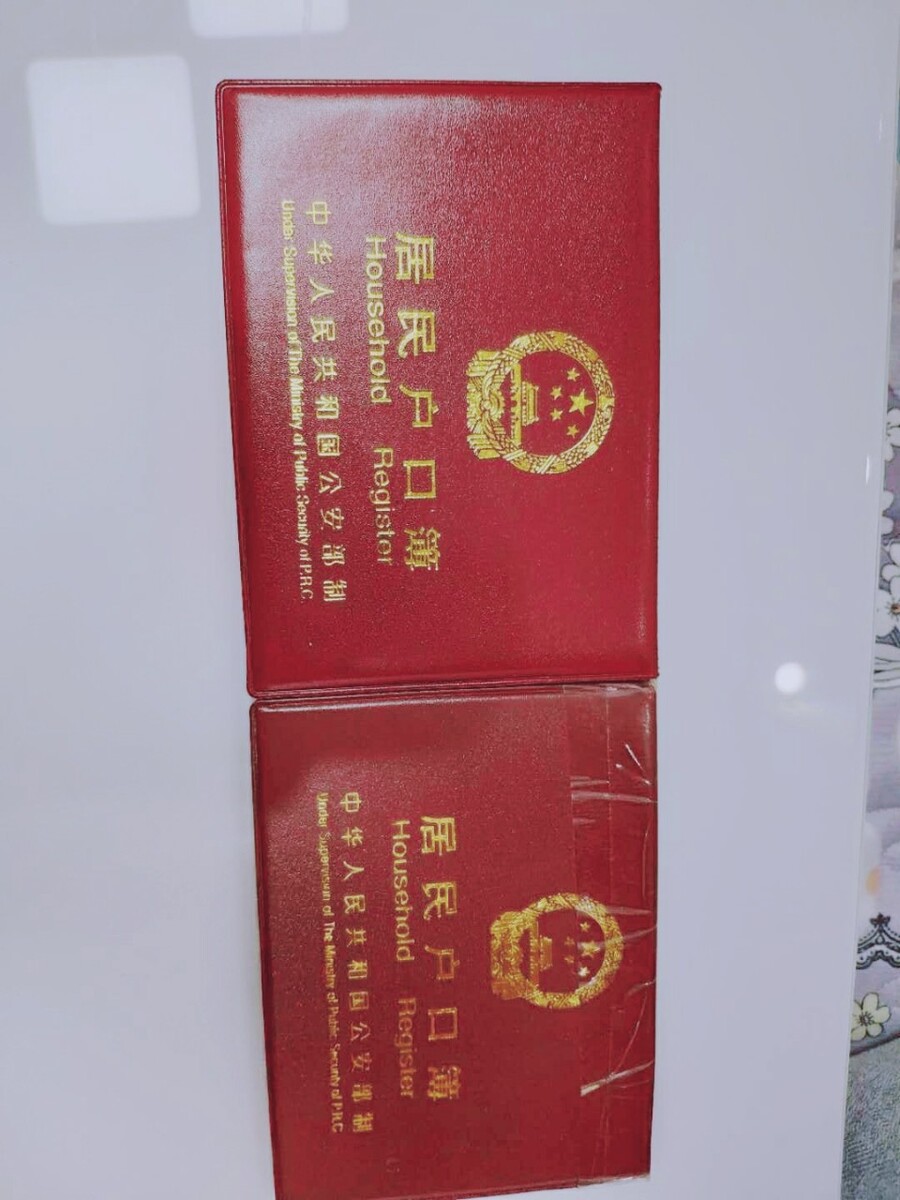 居民户口簿
Household Register
中华人民共和国公安部制
Under Supervision of The Ministry of Public Security of P.R.C
居民户口簿
Household Register
中华人民共和国公安部制
Under Supervision of The Ministry of Public Security of P.R.C